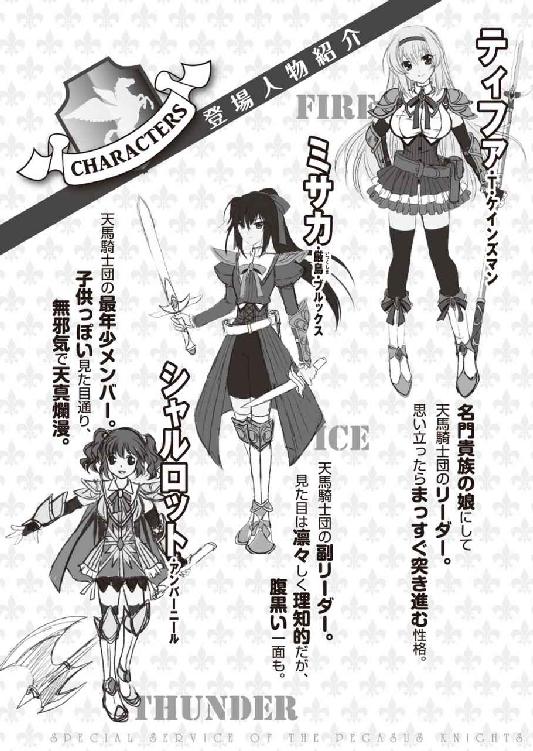 CHARACTERS
登場人物紹介
FIRE
ティファ・T・ケインズマン
名門貴族の娘にして
天馬騎士団のリーダー。
思い立ったらまっすぐ突き進む性格。
ミサカ・厳島・ブルックス
いつくしま
ICE
天馬騎士団の副リーダー。
見た目は凛々しく理知的だが、
腹黒い一面も。
天馬騎士団の最年少メンバー。
子供っぽい見た目通り、
無邪気で天真爛漫。
シャルロット・アンバーニール
THUNDER
SPECIAL SERVICE OF THE PEGASUS KNIGHTS